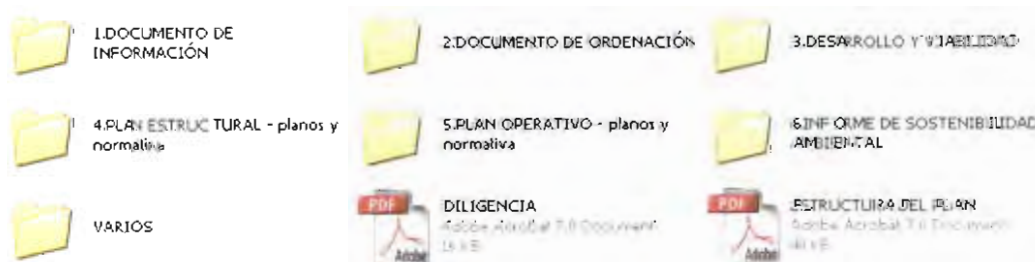 1.DOCUMENTO DE
INFORMACIÓN
2.DOCUMENTO DE ORDENACIÓN
3.DESARROLLO Y VIABILIDAD
4.PLAN ESTRUCTURAL - planos y
normativa
5.PLAN OPERATIVO - planos y
normativa
6.INFORME DE SOSTENIBILIDAD
AMBIENTAL
VARIOS
PDF
Adobe
DILIGENCIA
Adobe Acrobat 7.0 Document
PDF
Adobe
ESTRUCTURA DEL PLAN
Adobe Acrobat 7.0 Document